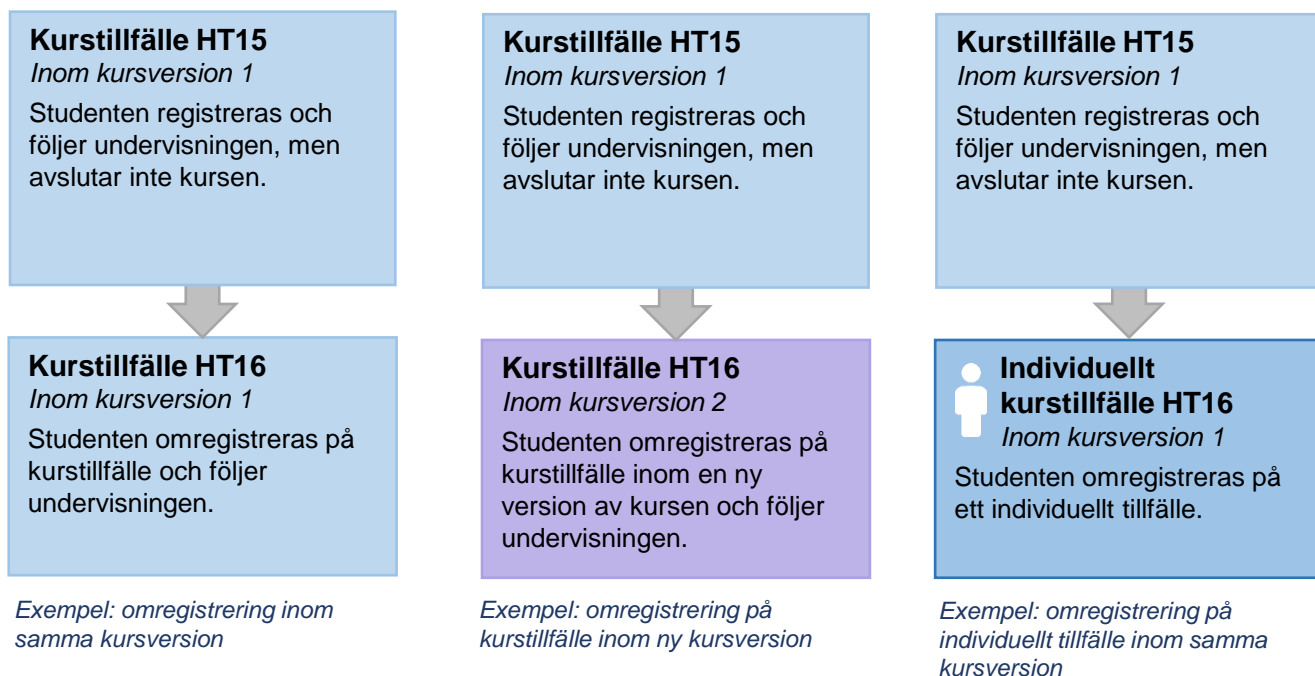 Kurstillfälle HT15
Inom kursversion 1
Studenten registreras och
följer undervisningen, men
avslutar inte kursen.
Kurstillfälle HT16
Inom kursversion 1
Studenten omregistreras på
kurstillfälle och följer
undervisningen.
Exempel: omregistrering inom
samma kursversion
Kurstillfälle HT15
Inom kursversion 1
Studenten registreras och
följer undervisningen, men
avslutar inte kursen.
Kurstillfälle HT16
Inom kursversion 2
Studenten omregistreras på
kurstillfälle inom en ny
version av kursen och följer
undervisningen.
Exempel: omregistrering på
kurstillfälle inom ny kursversion
Kurstillfälle HT15
Inom kursversion 1
Studenten registreras och
följer undervisningen, men
avslutar inte kursen.
Individuellt
kurstillfälle HT16
Inom kursversion 1
Studenten omregistreras på
ett individuellt tillfälle.
Exempel: omregistrering på
individuellt tillfälle inom samma
kursversion